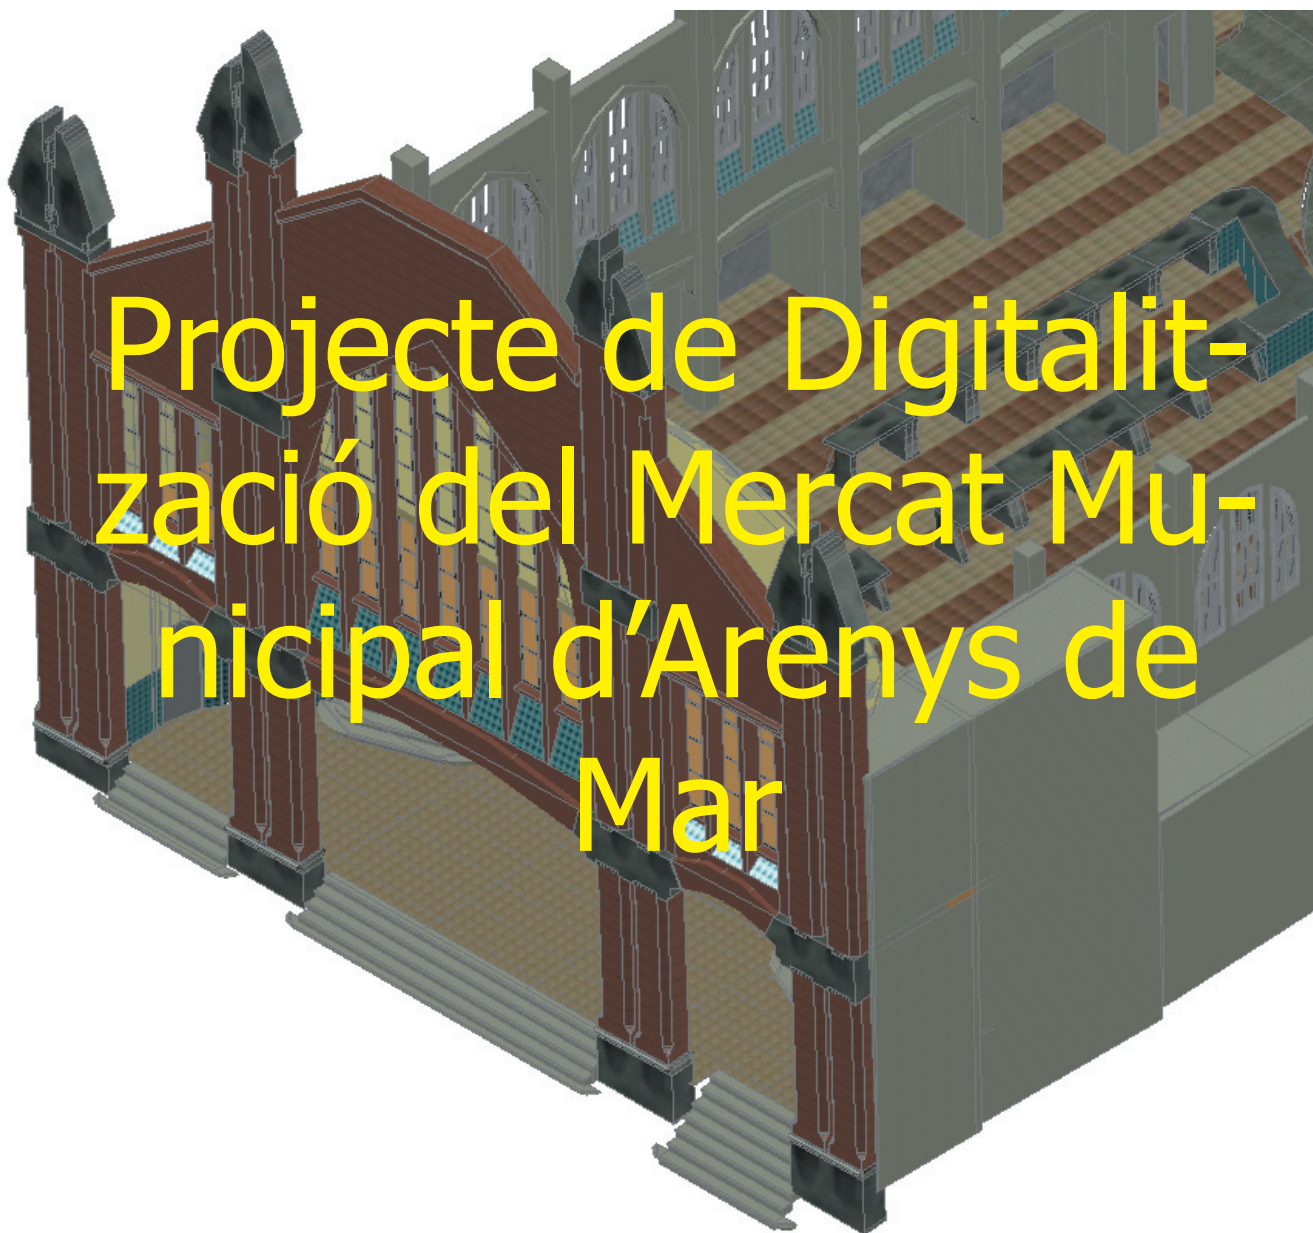 Projecte de Digitalit-
zació del Mercat Mu-
nicipal d’Arenys de
Mar